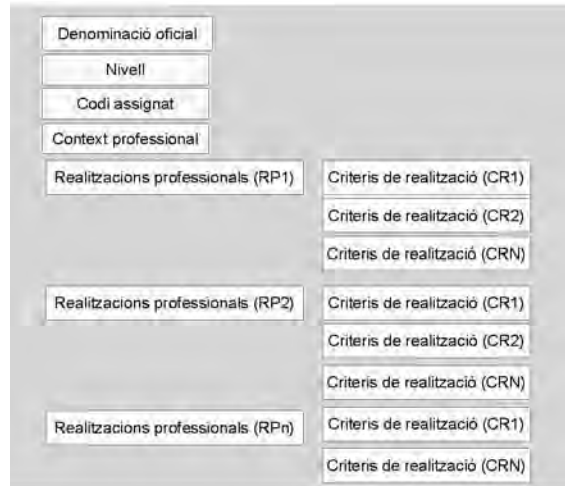 Denominació oficial
Nivell
Codi assignat
Context professional
Realitzacions professionals (RP1) Criteris de realització (CR1)
Criteris de realització (CR2)
Criteris de realització (CRN)
Realitzacions professionals (RP2) Criteris de realització (CR1)
Criteris de realització (CR2)
Criteris de realització (CRN)
Realitzacions professionals (RPn) Criteris de realització (CR1)
Criteris de realització (CRN)